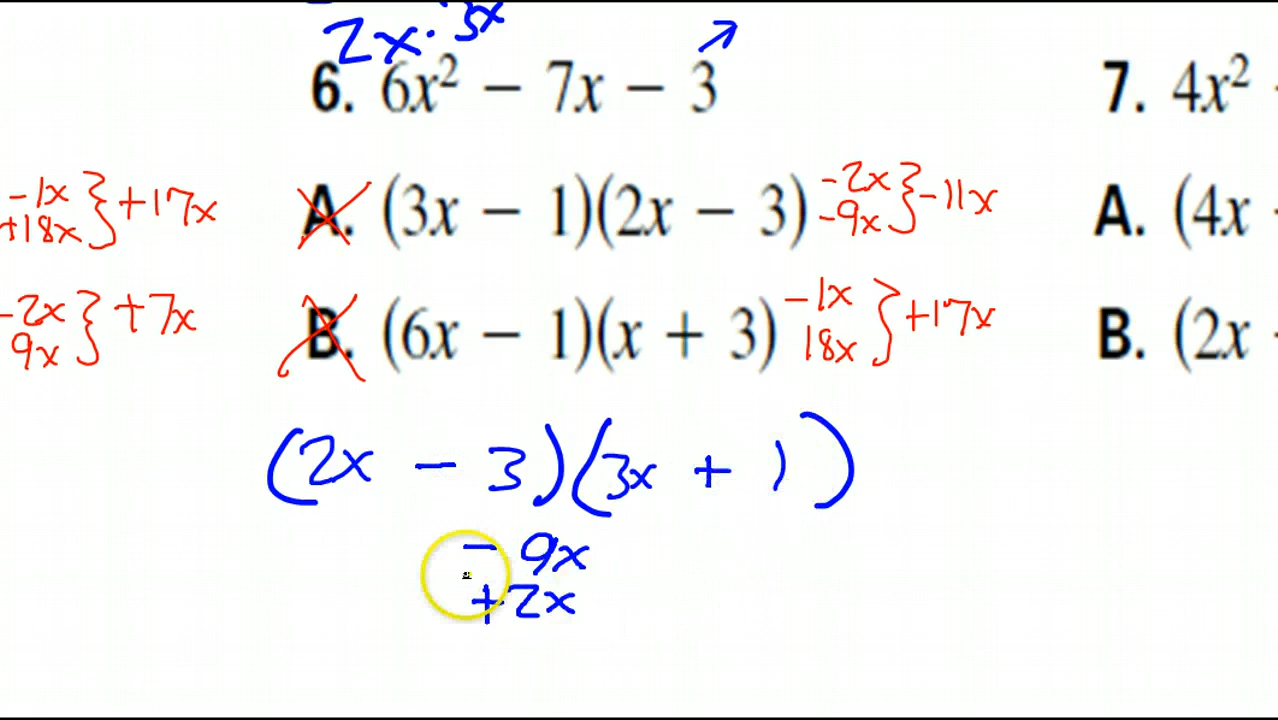 2x · 3x
6. 6x² − 7x − 3
7. 4x² -
-1x
+18x } +17x
A. (3x − 1)(2x − 3)
-2x
-9x } -11x
A. (4x -
-2x
9x } +7x
B. (6x − 1)(x + 3)
-1x
18x } +17x
B. (2x -
(2x - 3)(3x + 1)
- 9x
+2x